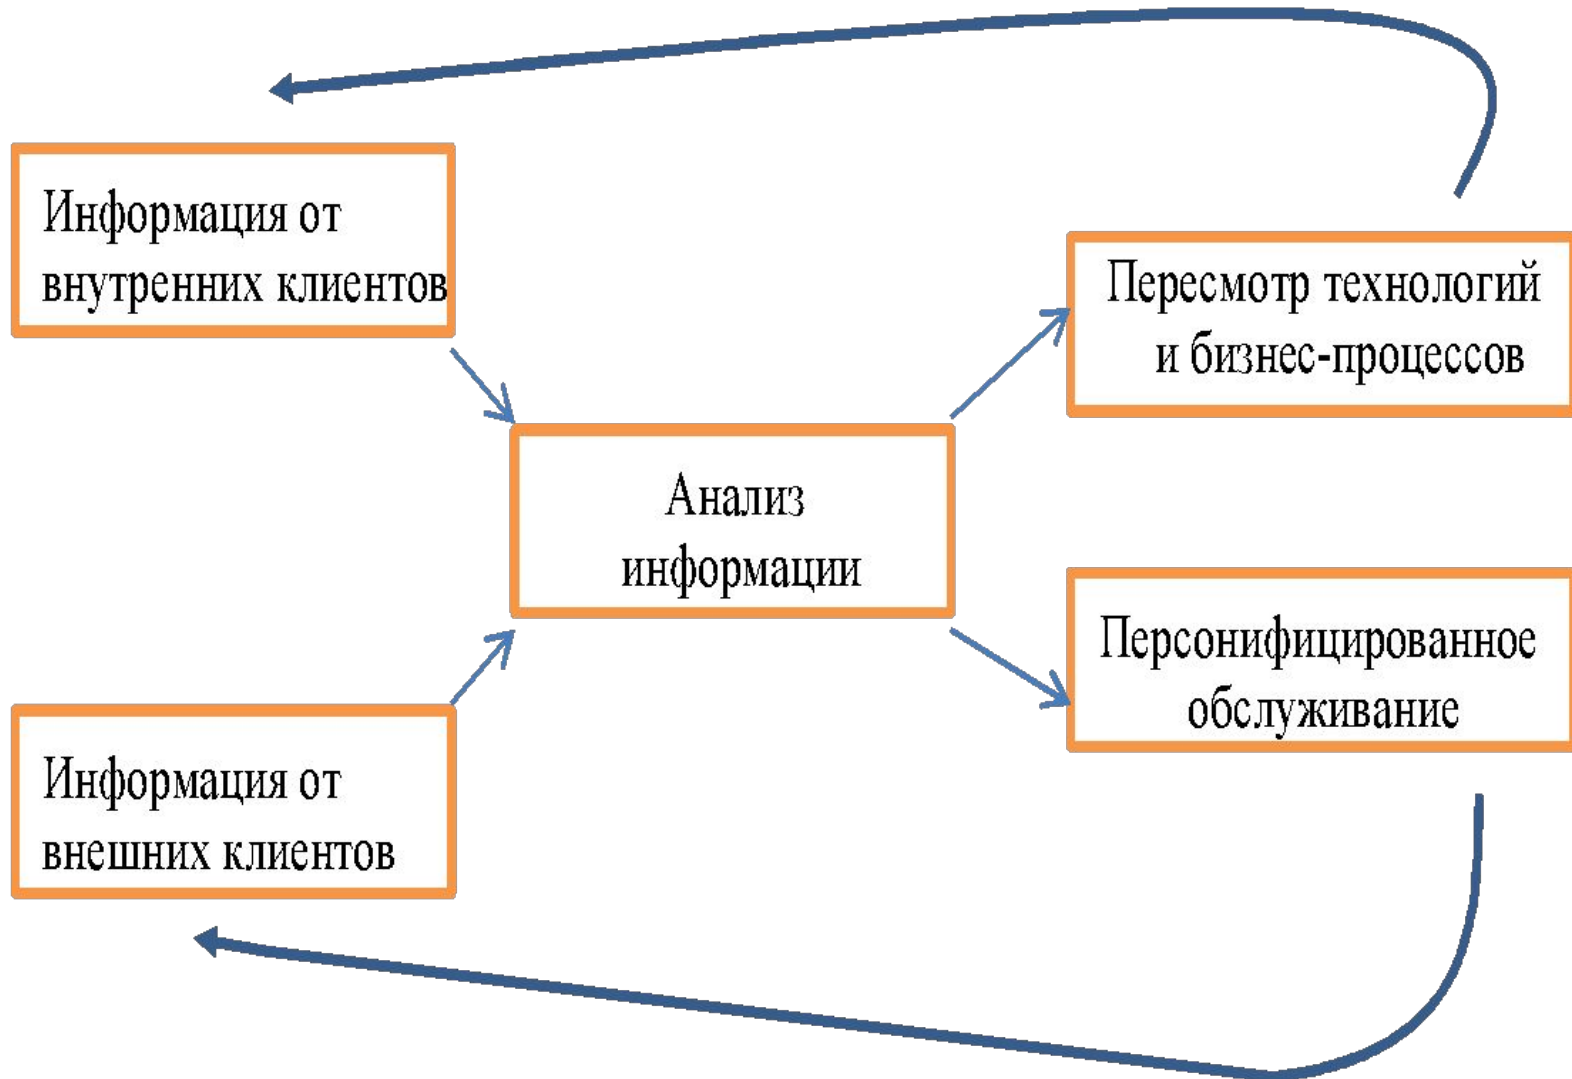 Информация от
внутренних клиентов
Пересмотр технологий
и бизнес-процессов
Анализ
информации
Персонифицированное
обслуживание
Информация от
внешних клиентов